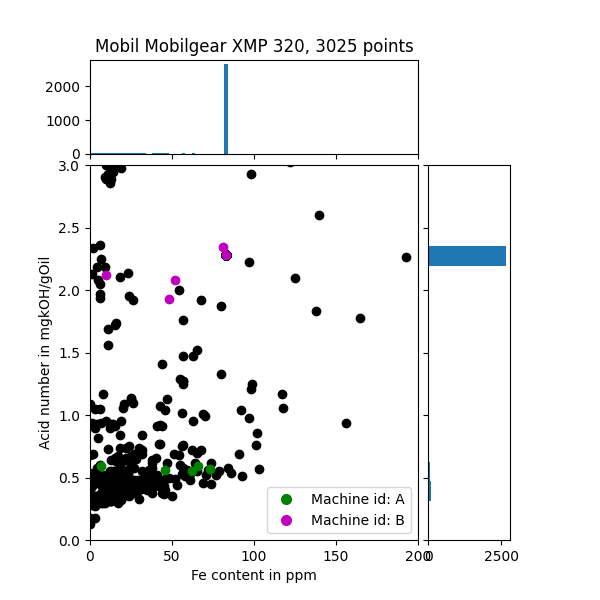 Mobil Mobilgear XMP 320, 3025 points
2000
1000
0
3.0
2.5
2.0
1.5
1.0
0.5
0.0
Acid number in mgkOH/gOil
Machine id: A
Machine id: B
0 50 100 150 200
0 2500
Fe content in ppm